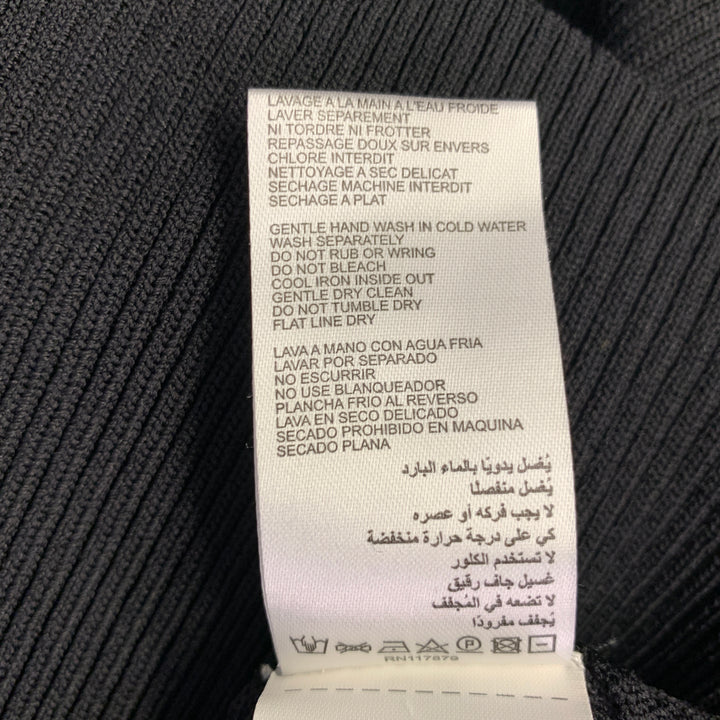 LAVAGE A LA MAIN A L'EAU FROIDE
LAVER SEPAREMENT
NI TORDRE NI FROTTER
REPASSAGE DOUX SUR ENVERS
CHLORE INTERDIT
NETTOYAGE A SEC DELICAT
SECHAGE MACHINE INTERDIT
SECHAGE A PLAT
GENTLE HAND WASH IN COLD WATER
WASH SEPARATELY
DO NOT RUB OR WRING
DO NOT BLEACH
COOL IRON INSIDE OUT
GENTLE DRY CLEAN
DO NOT TUMBLE DRY
FLAT LINE DRY
LAVA A MANO CON AGUA FRIA
LAVAR POR SEPARADO
NO ESCURRIR
NO USE BLANQUEADOR
PLANCHA FRIO AL REVERSO
LAVA EN SECO DELICADO
SECADO PROHIBIDO EN MAQUINA
SECADO PLANA
يُغسل يدويًا بالماء البارد
يُغسل منفصلًا
لا يجب فركه أو عصره
كي على درجة حرارة منخفضة
لا تستخدم الكلور
غسيل جاف رقيق
لا تضعه في المُجفف
يُجفف مفرودًا
P
RN117879